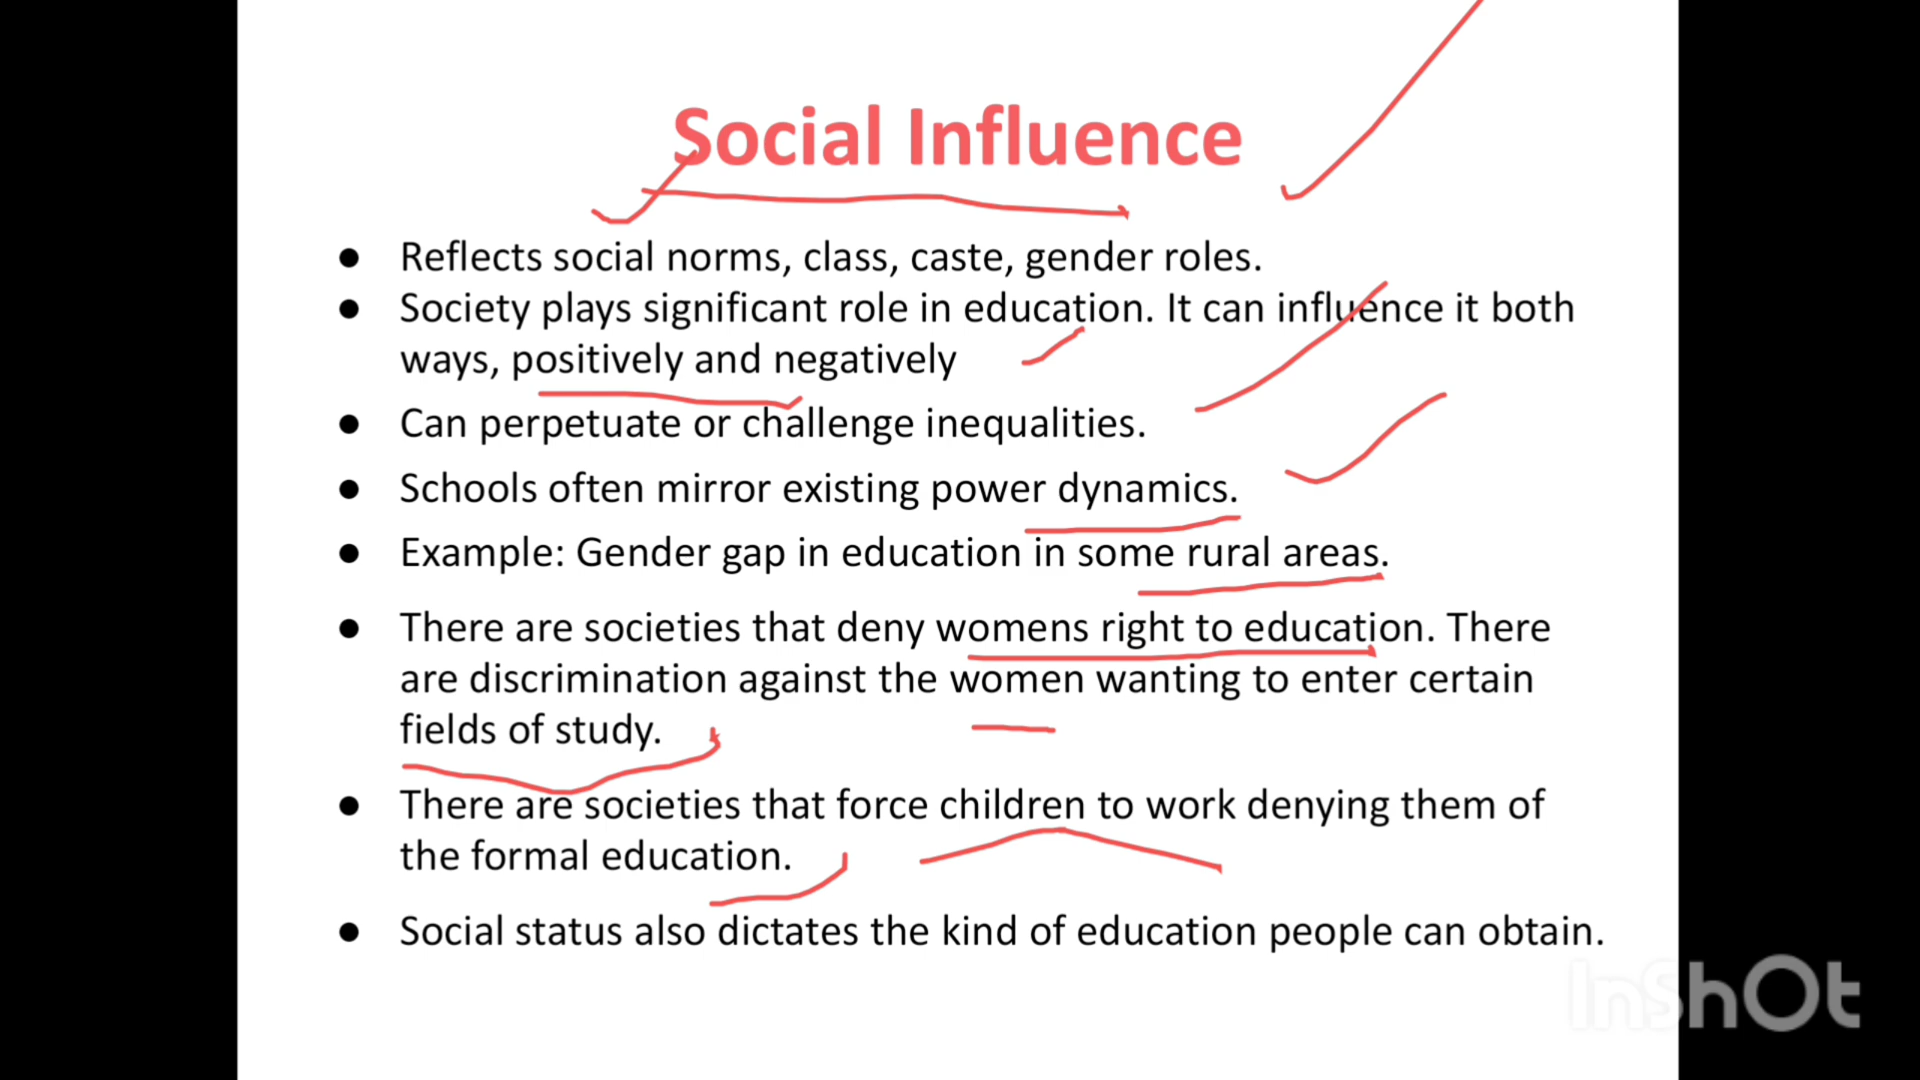 Social Influence
● Reflects social norms, class, caste, gender roles.
● Society plays significant role in education. It can influence it both
ways, positively and negatively
● Can perpetuate or challenge inequalities.
● Schools often mirror existing power dynamics.
● Example: Gender gap in education in some rural areas.
● There are societies that deny womens right to education. There
are discrimination against the women wanting to enter certain
fields of study.
● There are societies that force children to work denying them of
the formal education.
● Social status also dictates the kind of education people can obtain.
InShOt